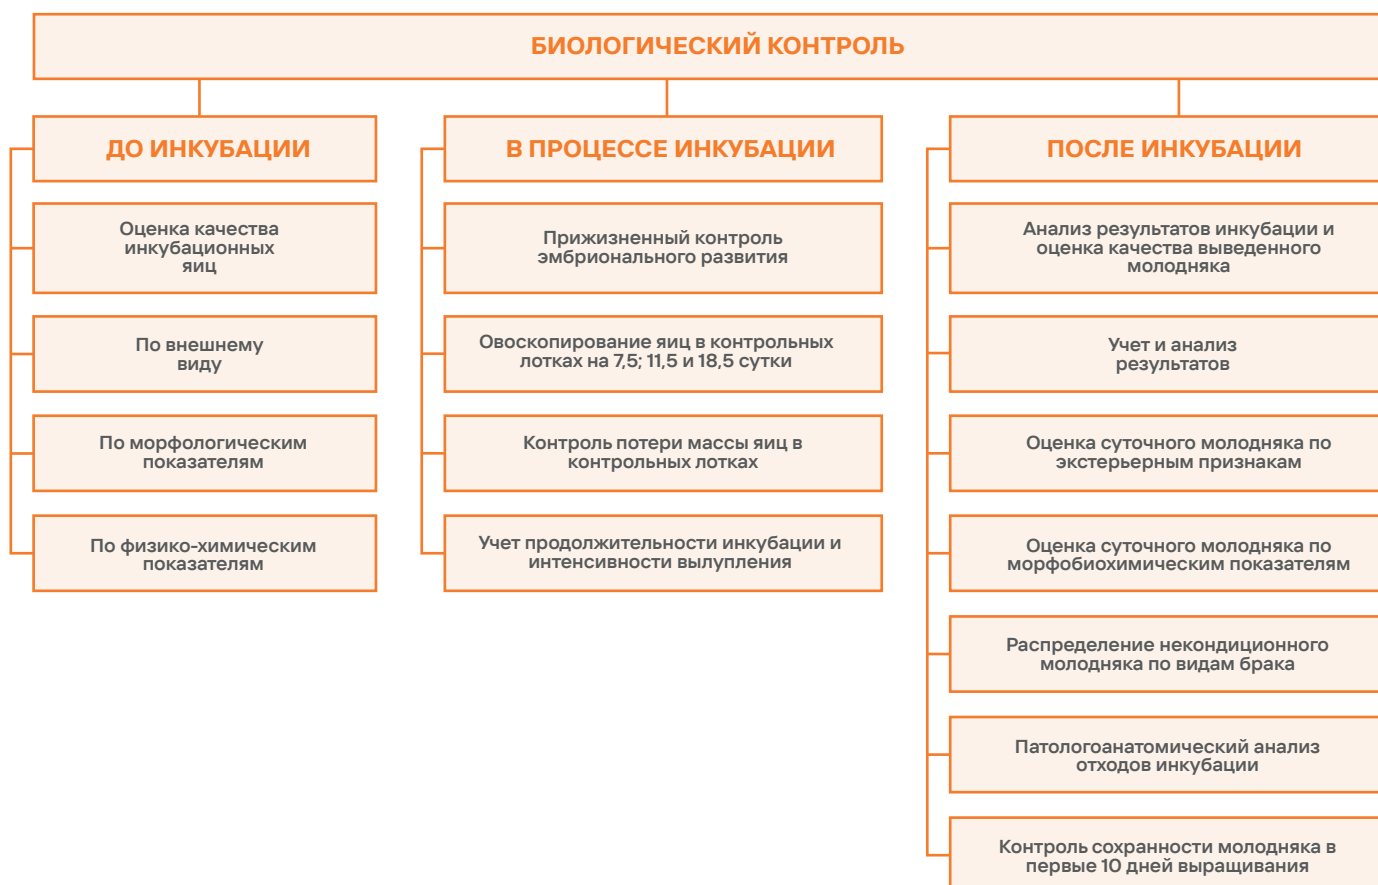 БИОЛОГИЧЕСКИЙ КОНТРОЛЬ
ДО ИНКУБАЦИИ
Оценка качества
инкубационных
яиц
По внешнему
виду
По морфологическим
показателям
По физико-химическим
показателям
В ПРОЦЕССЕ ИНКУБАЦИИ
Прижизненный контроль
эмбрионального развития
Овоскопирование яиц в контрольных
лотках на 7,5; 11,5 и 18,5 сутки
Контроль потери массы яиц в
контрольных лотках
Учет продолжительности инкубации и
интенсивности вылупления
ПОСЛЕ ИНКУБАЦИИ
Анализ результатов инкубации и
оценка качества выведенного
молодняка
Учет и анализ
результатов
Оценка суточного молодняка по
экстерьерным признакам
Оценка суточного молодняка по
морфобиохимическим показателям
Распределение некондиционного
молодняка по видам брака
Патологоанатомический анализ
отходов инкубации
Контроль сохранности молодняка в
первые 10 дней выращивания